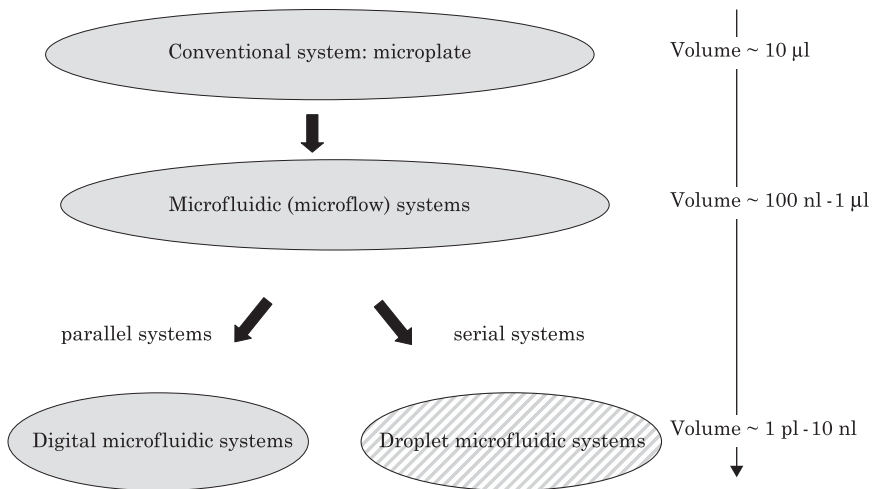 Conventional system: microplate
Volume ~ 10 µl
Microfluidic (microflow) systems
Volume ~ 100 nl - 1 µl
parallel systems
serial systems
Digital microfluidic systems
Droplet microfluidic systems
Volume ~ 1 pl - 10 nl